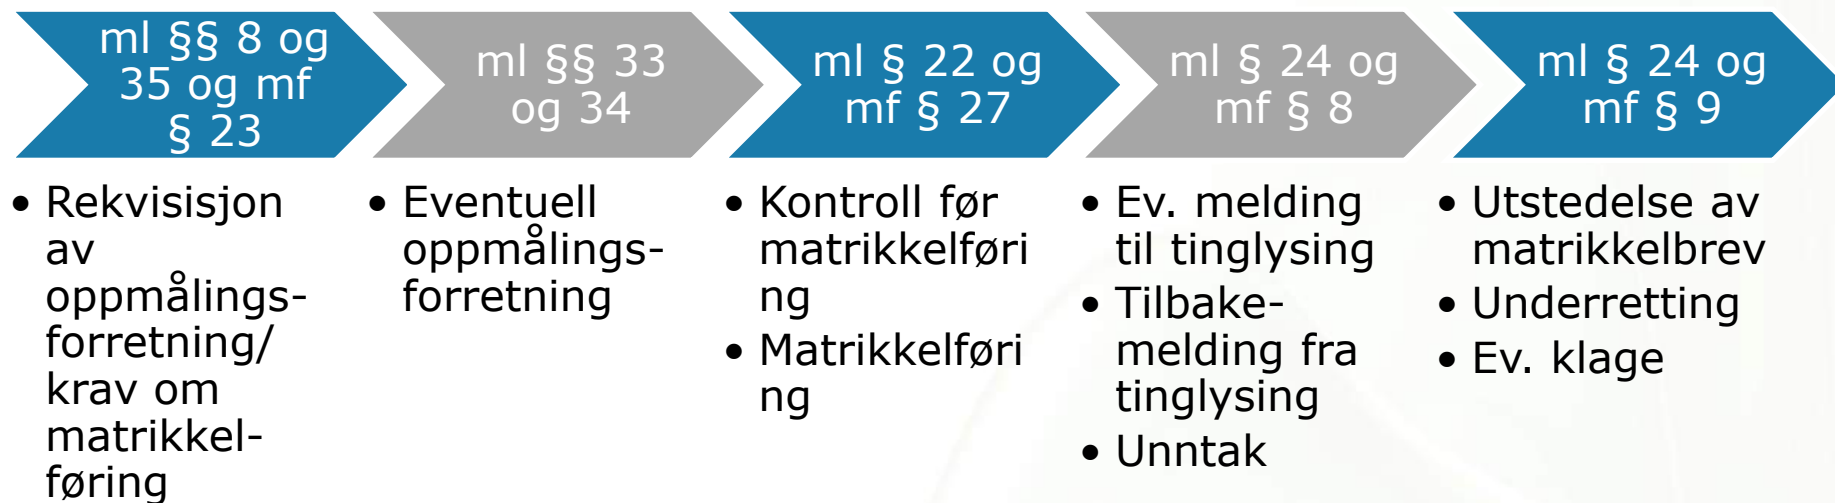 ml §§ 8 og
35 og mf
§ 23
ml §§ 33
og 34
ml § 22 og
mf § 27
ml § 24 og
mf § 8
ml § 24 og
mf § 9
• Rekvisisjon
av
oppmålings-
forretning/
krav om
matrikkel-
føring
• Eventuell
oppmålings-
forretning
• Kontroll før
matrikkelføri
ng
• Matrikkelføri
ng
• Ev. melding
til tinglysing
• Tilbake-
melding fra
tinglysing
• Unntak
• Utstedelse av
matrikkelbrev
• Underretting
• Ev. klage